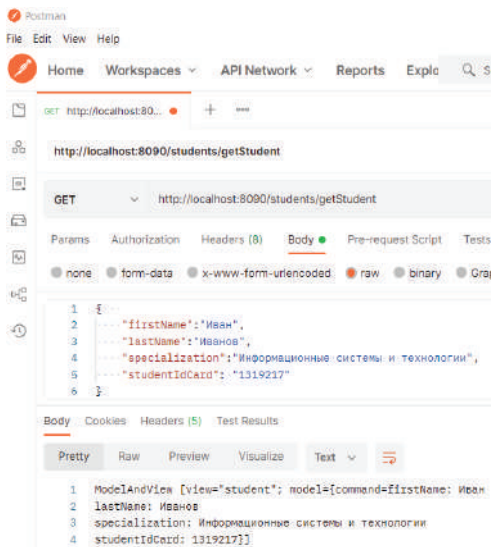 Postman
File Edit View Help
Home Workspaces API Network Reports Explo S
GET http://localhost:80...
http://localhost:8090/students/getStudent
GET http://localhost:8090/students/getStudent
Params Authorization Headers (8) Body Pre-request Script Tests
none form-data x-www-form-urlencoded raw binary Grap
1 {
2 "firstName":"Иван",
3 "lastName":"Иванов",
4 "specialization":"Информационные системы и технологии",
5 "studentIdCard": "1319217"
6 }
Body Cookies Headers (5) Test Results
Pretty Raw Preview Visualize Text
1 ModelAndView [view="student"; model={command=firstName: Иван
2 lastName: Иванов
3 specialization: Информационные системы и технологии
4 studentIdCard: 1319217}]